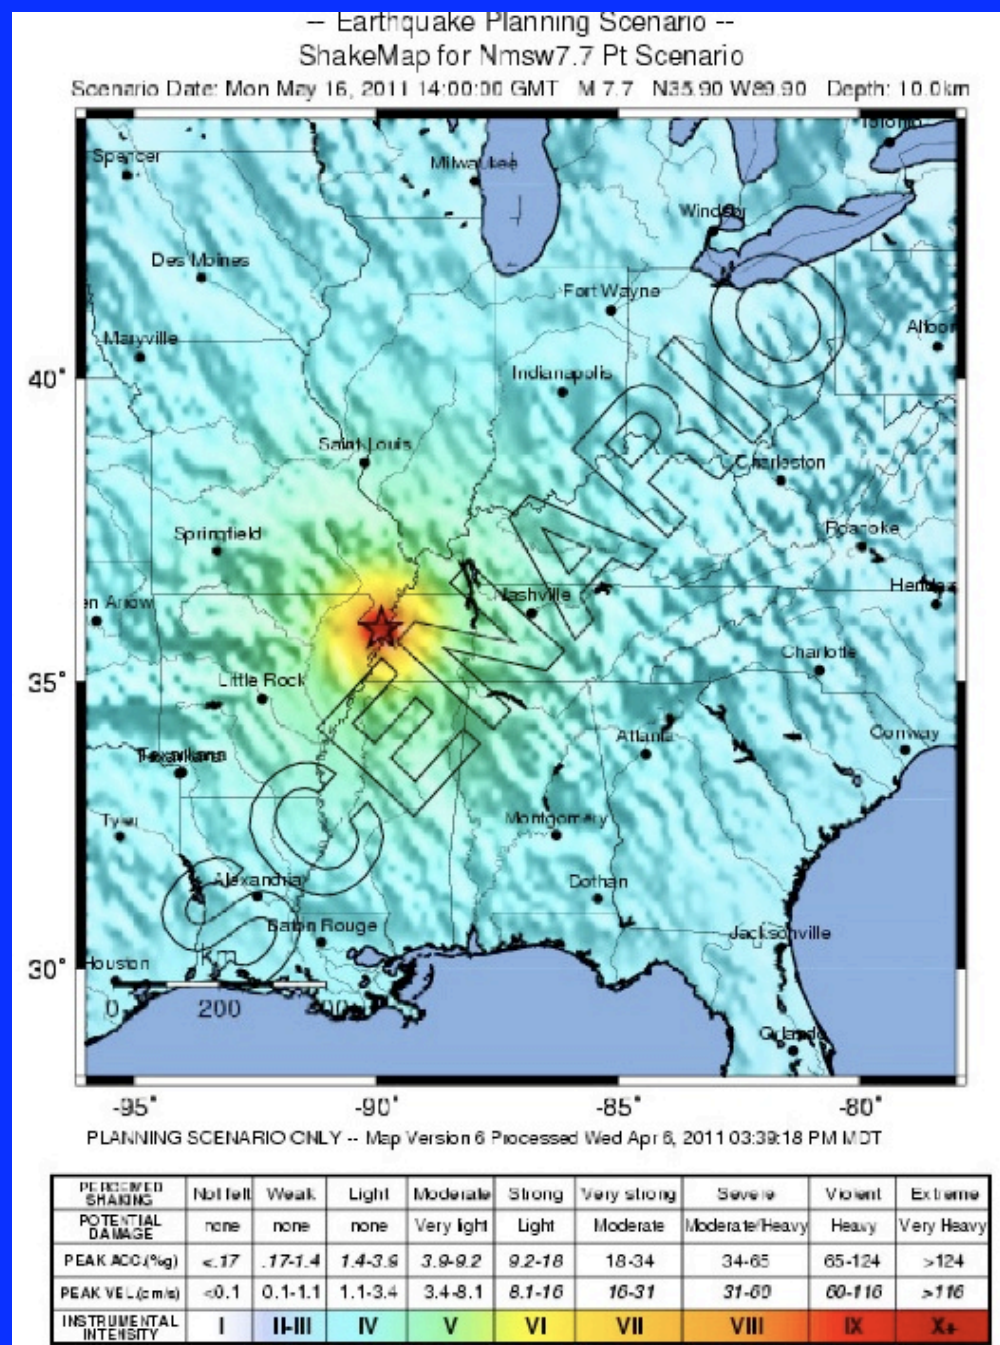 -- Earthquake Planning Scenario --
ShakeMap for Nmsw7.7 Pt Scenario
Scenario Date: Mon May 16, 2011 14:00:00 GMT M 7.7 N35.90 W89.90 Depth: 10.0km
Toronto
Spencer
Milwaukee
Windsor
Des Moines
Fort Wayne
Maryville
Altoon
40°
Indianapolis
Saint Louis
Charleston
Springfield
Roanoke
en Arrow
Nashville
Hender
Charlotte
35°
Little Rock
Atlanta
Conway
Texarkana
Tyler
Montgomery
Alexandria
Dothan
Baton Rouge
Jacksonville
Houston
km
30°
0 200 400
Orlando
SCENARIO
-95° -90° -85° -80°
PLANNING SCENARIO ONLY -- Map Version 6 Processed Wed Apr 6, 2011 03:39:18 PM MDT
PERCEIVED SHAKING Not felt Weak Light Moderate Strong Very strong Severe Violent Extreme
POTENTIAL DAMAGE none none none Very light Light Moderate Moderate/Heavy Heavy Very Heavy
PEAK ACC.(%g) <.17 .17-1.4 1.4-3.9 3.9-9.2 9.2-18 18-34 34-65 65-124 >124
PEAK VEL.(cm/s) <0.1 0.1-1.1 1.1-3.4 3.4-8.1 8.1-16 16-31 31-60 60-116 >116
INSTRUMENTAL INTENSITY I II-III IV V VI VII VIII IX X+